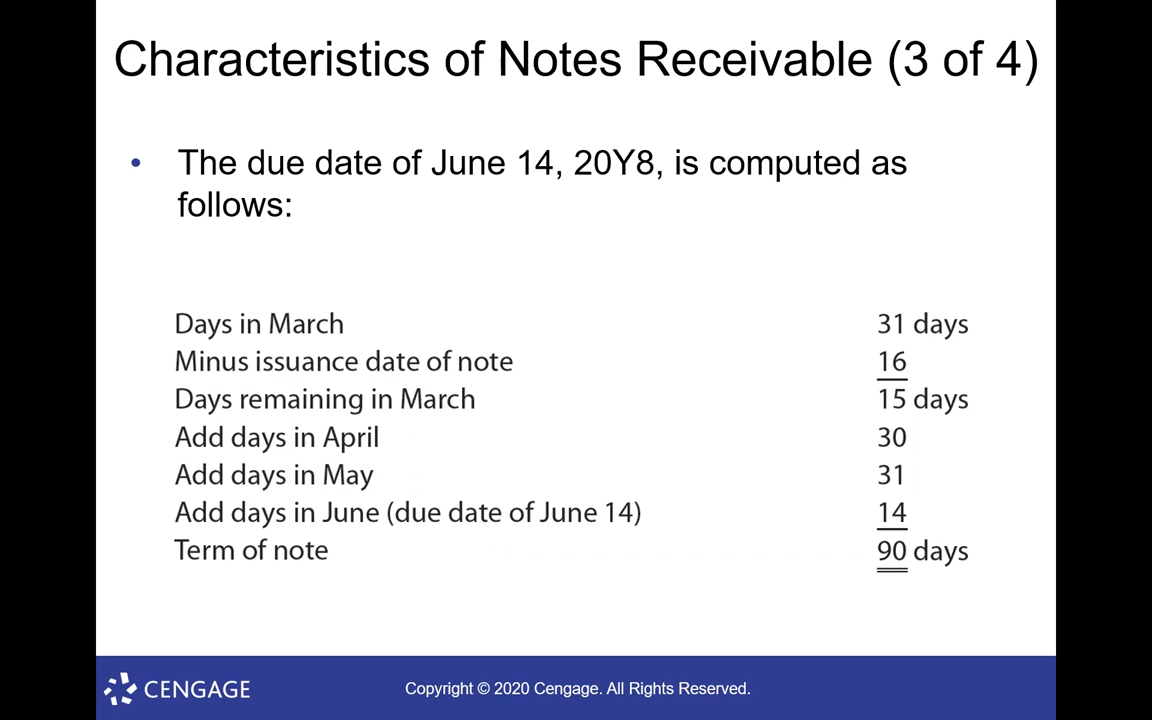 Characteristics of Notes Receivable (3 of 4)
• The due date of June 14, 20Y8, is computed as
follows:
Days in March 31 days
Minus issuance date of note 16
Days remaining in March 15 days
Add days in April 30
Add days in May 31
Add days in June (due date of June 14) 14
Term of note 90 days
CENGAGE Copyright © 2020 Cengage. All Rights Reserved.